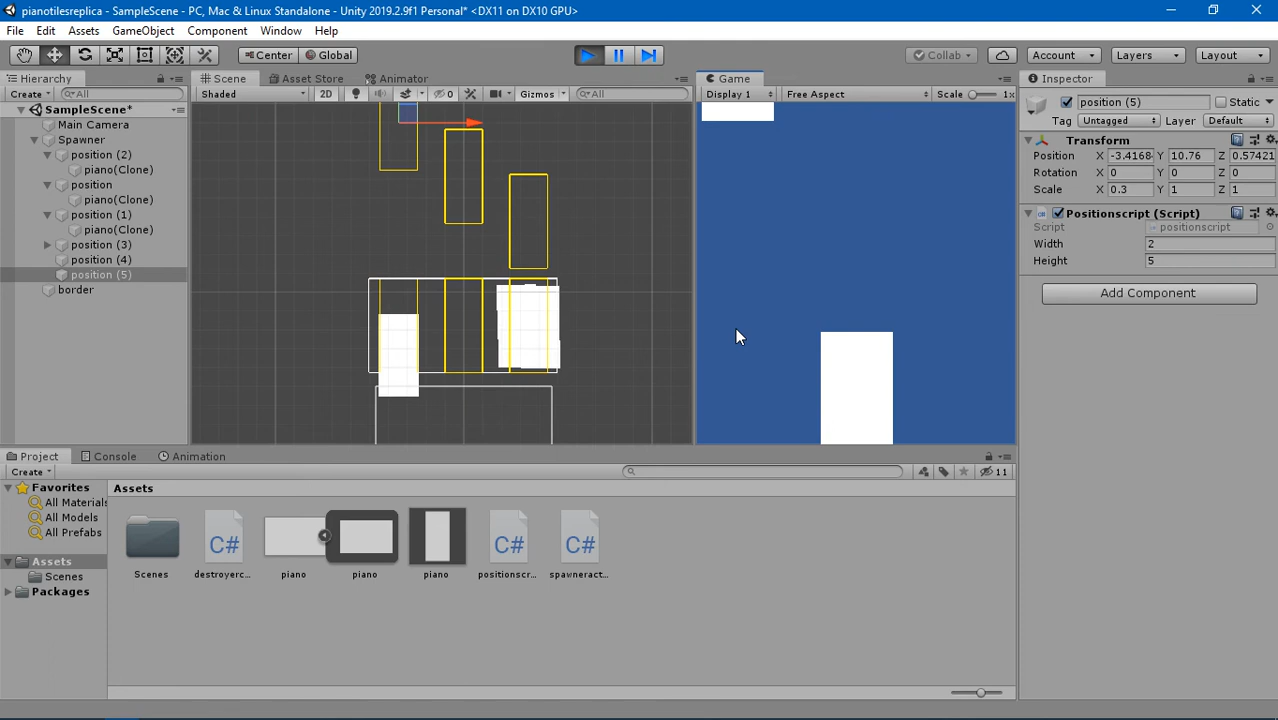 pianotilesreplica - SampleScene - PC, Mac & Linux Standalone - Unity 2019.2.9f1 Personal* <DX11 on DX10 GPU>
File Edit Assets GameObject Component Window Help
Center Global Collab Account Layers Layout
Hierarchy Scene Asset Store Animator Game Inspector
Create All Shaded 2D 0 Gizmos All Display 1 Free Aspect Scale 1x
position (5) Static
Tag Untagged Layer Default
SampleScene*
Main Camera
Spawner
position (2)
piano(Clone)
position
piano(Clone)
position (1)
piano(Clone)
position (3)
position (4)
position (5)
border
Transform
Position X -3.4168 Y 10.76 Z 0.57421
Rotation X 0 Y 0 Z 0
Scale X 0.3 Y 1 Z 1
Positionscript (Script)
Script positionscript
Width 2
Height 5
Add Component
Project Console Animation
Create 11
Favorites
All Materials
All Models
All Prefabs
Assets
Scenes
Packages
Assets
C# C# C#
Scenes destroyerc... piano piano piano positionscr... spawneract...